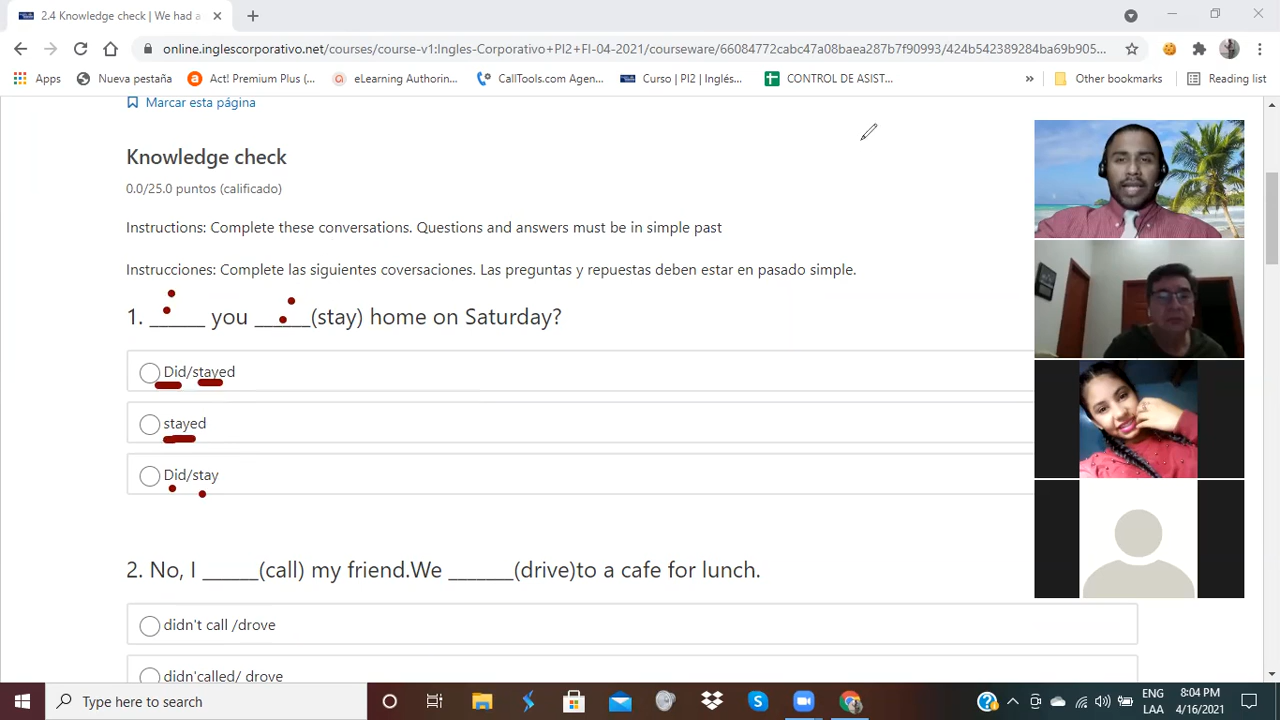 2.4 Knowledge check | We had a
online.inglescorporativo.net/courses/course-v1:Ingles-Corporativo+PI2+FI-04-2021/courseware/66084772cabc47a08baea287b7f90993/424b542389284ba69b905...
Apps Nueva pestaña Act! Premium Plus (... eLearning Authorin... CallTools.com Agen... Curso | PI2 | Ingles... CONTROL DE ASIST... » Other bookmarks Reading list
Marcar esta página
Knowledge check
0.0/25.0 puntos (calificado)
Instructions: Complete these conversations. Questions and answers must be in simple past
Instrucciones: Complete las siguientes coversaciones. Las preguntas y repuestas deben estar en pasado simple.
1. ______ you ______(stay) home on Saturday?
Did/stayed
stayed
Did/stay
2. No, I ______(call) my friend.We _______(drive)to a cafe for lunch.
didn't call /drove
didn'called/ drove
Type here to search
ENG 8:04 PM
LAA 4/16/2021